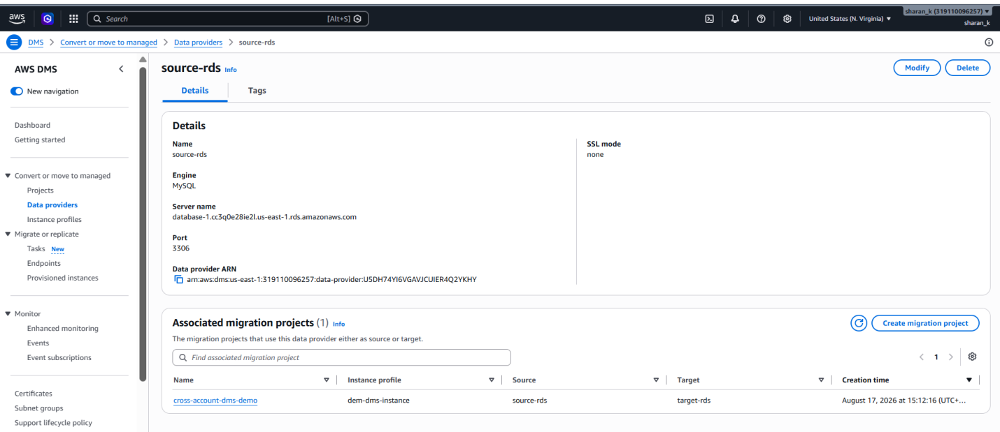 aws
Search
[Alt+S]
United States (N. Virginia)
sharan_k (319110096257)
sharan_k
DMS > Convert or move to managed > Data providers > source-rds
AWS DMS
New navigation
Dashboard
Getting started
Convert or move to managed
Projects
Data providers
Instance profiles
Migrate or replicate
Tasks New
Endpoints
Provisioned instances
Monitor
Enhanced monitoring
Events
Event subscriptions
Certificates
Subnet groups
Support lifecycle policy
source-rds Info
Modify
Delete
Details
Tags
Details
Name
source-rds
Engine
MySQL
Server name
database-1.cc3q0e28ie2l.us-east-1.rds.amazonaws.com
Port
3306
Data provider ARN
arn:aws:dms:us-east-1:319110096257:data-provider:U5DH74YI6VGAVJCUIER4Q2YKHY
SSL mode
none
Associated migration projects (1) Info
Create migration project
The migration projects that use this data provider either as source or target.
Find associated migration project
< 1 >
Name Instance profile Source Target Creation time
cross-account-dms-demo dem-dms-instance source-rds target-rds August 17, 2026 at 15:12:16 (UTC+...